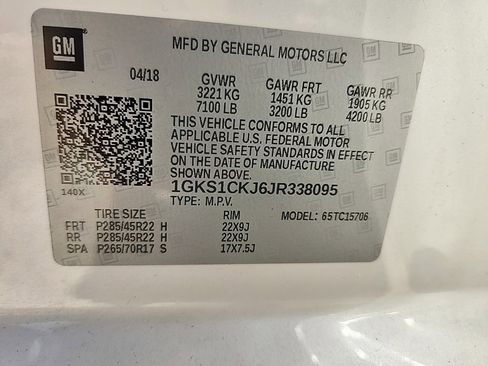 GM
MFD BY GENERAL MOTORS LLC
04/18 GVWR GAWR FRT GAWR RR
3221 KG 1451 KG 1905 KG
7100 LB 3200 LB 4200 LB
THIS VEHICLE CONFORMS TO ALL
APPLICABLE U.S. FEDERAL MOTOR
VEHICLE SAFETY STANDARDS IN EFFECT
ON THE DATE OF MANUFACTURE
SHOWN ABOVE.
140X 1GKS1CKJ6JR338095
TYPE: M.P.V. MODEL: 65TC15706
TIRE SIZE RIM
FRT P285/45R22 H 22X9J
RR P285/45R22 H 22X9J
SPA P265/70R17 S 17X7.5J